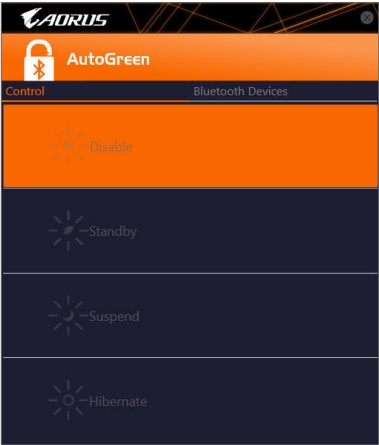 AORUS
AutoGreen
Control
Bluetooth Devices
Disable
Standby
Suspend
Hibernate